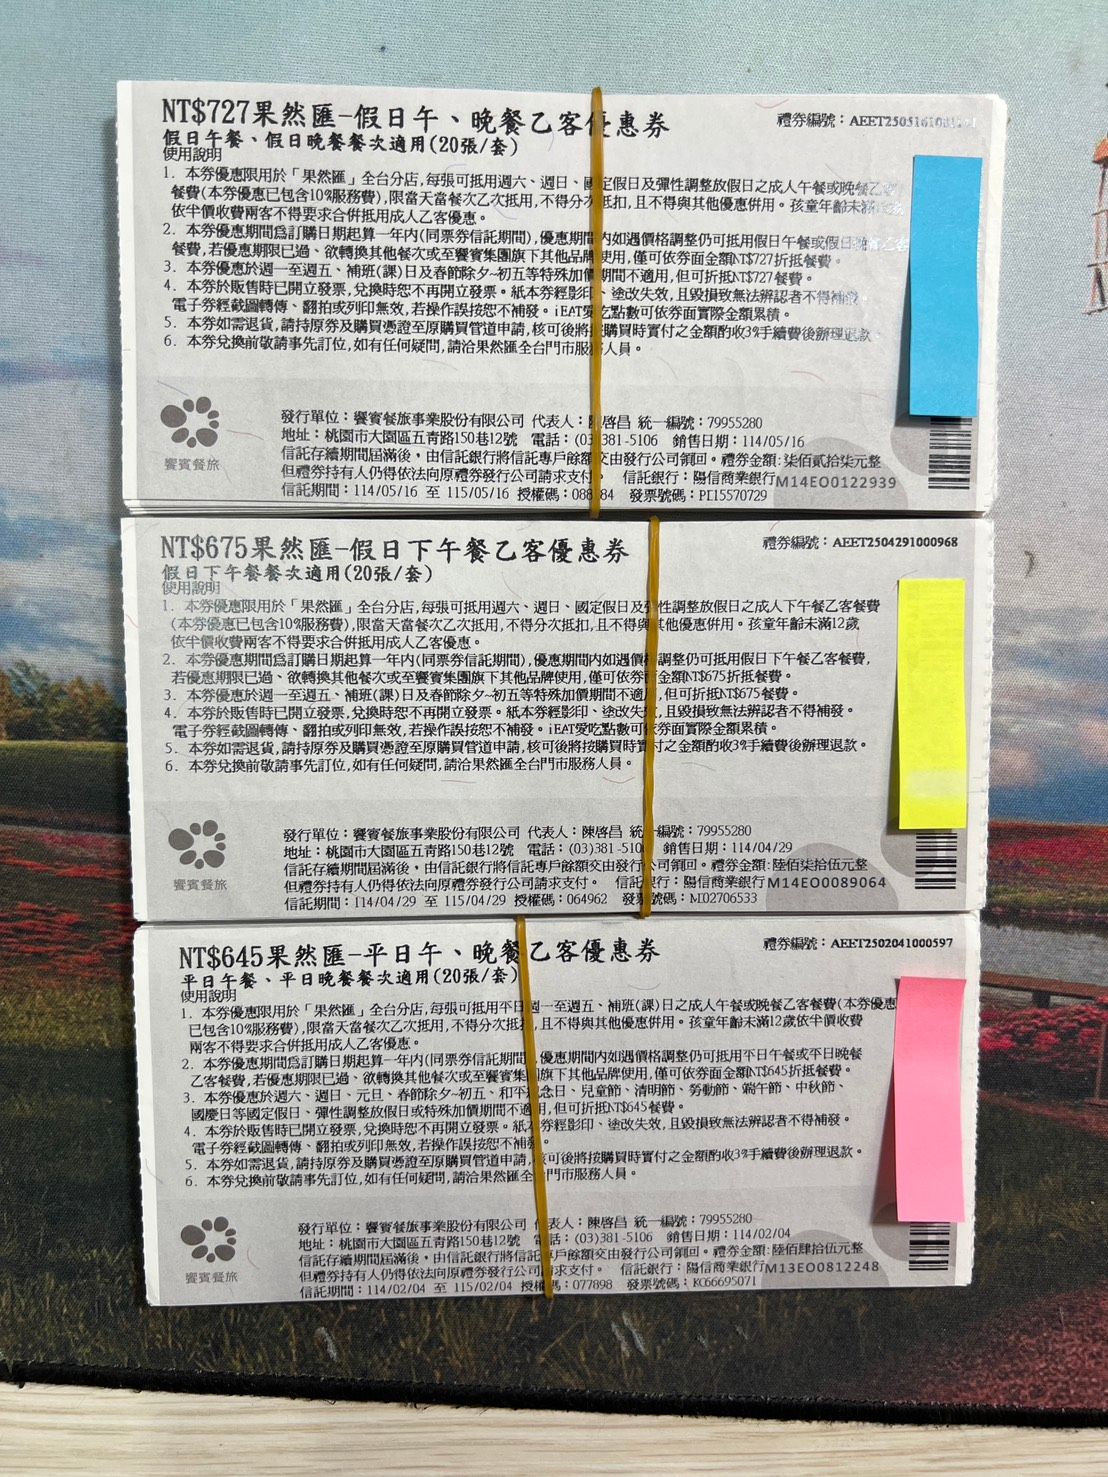 NT$727果然匯-假日午、晚餐乙客優惠券
禮券編號：
假日午餐、假日晚餐餐次適用(20張/套)
使用說明
1. 本券優惠限用於「果然匯」全台分店,每張可抵用週六、週日、國定假日及彈性調整放假日之成人午餐或晚餐乙客
餐費(本券優惠已包含10%服務費),限當天當餐次乙次抵用,不得分次抵扣,且不得與其他優惠併用。孩童年齡未滿
依半價收費兩客不得要求合併抵用成人乙客優惠。
2. 本券優惠期間為訂購日期起算一年內(同票券信託期間),優惠期間內如遇價格調整仍可抵用假日午餐或假日晚餐乙客
餐費,若優惠期限已過、欲轉換其他餐次或至饗賓集團旗下其他品牌使用,僅可依券面金額NT$727折抵餐費。
3. 本券優惠於週一至週五、補班(課)日及春節除夕~初五等特殊加價期間不適用,但可折抵NT$727餐費。
4. 本券於販售時已開立發票,兌換時恕不再開立發票。紙本券經影印、塗改失效,且毀損致無法辨認者不得補發。
電子券經截圖轉傳、翻拍或列印無效,若操作誤按恕不補發。iEAT愛吃點數可依券面實際金額累積。
5. 本券如需退貨,請持原券及購買憑證至原購買管道申請,核可後將按購買時實付之金額酌收3%手續費後辦理退款。
6. 本券兌換前敬請事先訂位,如有任何疑問,請洽果然匯全台門市服務人員。
饗賓餐旅
發行單位：饗賓餐旅事業股份有限公司 代表人：陳啓昌 統一編號：79955280
地址：桃園市大園區五青路150巷12號 電話：(03)381-5106 銷售日期：114/05/16
信託存續期間屆滿後，由信託銀行將信託專戶餘額交由發行公司領回。禮券金額:柒佰貳拾柒元整
但禮券持有人仍得依法向原禮券發行公司請求支付。 信託銀行：陽信商業銀行M14EO0122939
信託期間：114/05/16 至 115/05/16 授權碼：088 84 發票號碼：PE15570729
NT$675果然匯-假日下午餐乙客優惠券
禮券編號：AEET2504291000968
假日下午餐餐次適用(20張/套)
使用說明
1. 本券優惠限用於「果然匯」全台分店,每張可抵用週六、週日、國定假日及彈性調整放假日之成人下午餐乙客餐費
(本券優惠已包含10%服務費),限當天當餐次乙次抵用,不得分次抵扣,且不得與其他優惠併用。孩童年齡未滿12歲
依半價收費兩客不得要求合併抵用成人乙客優惠。
2. 本券優惠期間為訂購日期起算一年內(同票券信託期間),優惠期間內如遇價格調整仍可抵用假日下午餐乙客餐費,
若優惠期限已過、欲轉換其他餐次或至饗賓集團旗下其他品牌使用,僅可依券面金額NT$675折抵餐費。
3. 本券優惠於週一至週五、補班(課)日及春節除夕~初五等特殊加價期間不適用,但可折抵NT$675餐費。
4. 本券於販售時已開立發票,兌換時恕不再開立發票。紙本券經影印、塗改失效,且毀損致無法辨認者不得補發。
電子券經截圖轉傳、翻拍或列印無效,若操作誤按恕不補發。iEAT愛吃點數可依券面實際金額累積。
5. 本券如需退貨,請持原券及購買憑證至原購買管道申請,核可後將按購買時實付之金額酌收3%手續費後辦理退款。
6. 本券兌換前敬請事先訂位,如有任何疑問,請洽果然匯全台門市服務人員。
饗賓餐旅
發行單位：饗賓餐旅事業股份有限公司 代表人：陳啓昌 統一編號：79955280
地址：桃園市大園區五青路150巷12號 電話：(03)381-510 銷售日期：114/04/29
信託存續期間屆滿後，由信託銀行將信託專戶餘額交由發行公司領回。禮券金額:陸佰柒拾伍元整
但禮券持有人仍得依法向原禮券發行公司請求支付。 信託銀行：陽信商業銀行M14EO0089064
信託期間：114/04/29 至 115/04/29 授權碼：064962 發票號碼：MJ02706533
NT$645果然匯-平日午、晚餐乙客優惠券
禮券編號：AEET2502041000597
平日午餐、平日晚餐餐次適用(20張/套)
使用說明
1. 本券優惠限用於「果然匯」全台分店,每張可抵用平日週一至週五、補班(課)日之成人午餐或晚餐乙客餐費(本券優惠
已包含10%服務費),限當天當餐次乙次抵用,不得分次抵扣,且不得與其他優惠併用。孩童年齡未滿12歲依半價收費
兩客不得要求合併抵用成人乙客優惠。
2. 本券優惠期間為訂購日期起算一年內(同票券信託期間),優惠期間內如遇價格調整仍可抵用平日午餐或平日晚餐
乙客餐費,若優惠期限已過、欲轉換其他餐次或至饗賓集團旗下其他品牌使用,僅可依券面金額NT$645折抵餐費。
3. 本券優惠於週六、週日、元旦、春節除夕~初五、和平紀念日、兒童節、清明節、勞動節、端午節、中秋節、
國慶日等國定假日、彈性調整放假日或特殊加價期間不適用,但可折抵NT$645餐費。
4. 本券於販售時已開立發票,兌換時恕不再開立發票。紙本券經影印、塗改失效,且毀損致無法辨認者不得補發。
電子券經截圖轉傳、翻拍或列印無效,若操作誤按恕不補發。
5. 本券如需退貨,請持原券及購買憑證至原購買管道申請,核可後將按購買時實付之金額酌收3%手續費後辦理退款。
6. 本券兌換前敬請事先訂位,如有任何疑問,請洽果然匯全台門市服務人員。
饗賓餐旅
發行單位：饗賓餐旅事業股份有限公司 代表人：陳啓昌 統一編號：79955280
地址：桃園市大園區五青路150巷12號 電話：(03)381-5106 銷售日期：114/02/04
信託存續期間屆滿後，由信託銀行將信託專戶餘額交由發行公司領回。禮券金額:陸佰肆拾伍元整
但禮券持有人仍得依法向原禮券發行公司請求支付。 信託銀行：陽信商業銀行M13EO0812248
信託期間：114/02/04 至 115/02/04 授權碼：077898 發票號碼：KC66695071